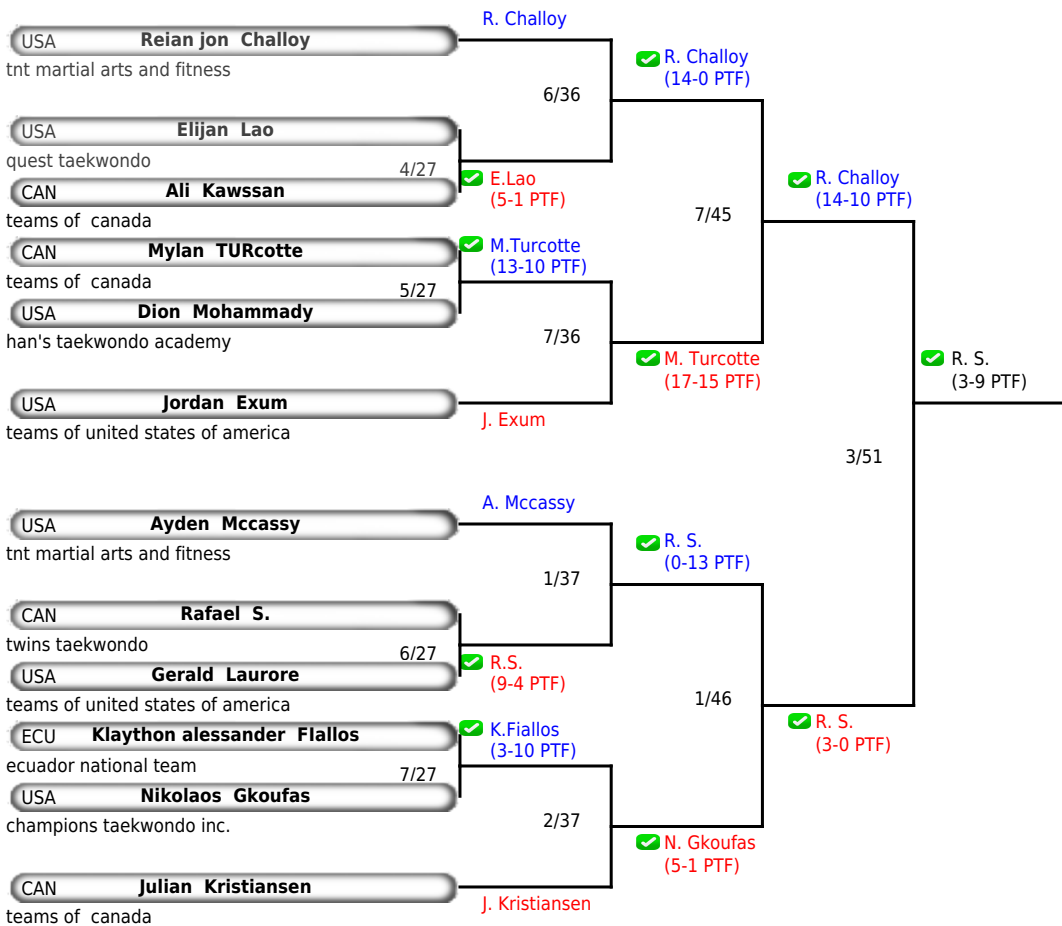 R. Challoy
USA Reian jon Challoy
tnt martial arts and fitness
R. Challoy
(14-0 PTF)
6/36
USA Elijan Lao
quest taekwondo
4/27
E.Lao
(5-1 PTF)
CAN Ali Kawssan
teams of canada
R. Challoy
(14-10 PTF)
7/45
CAN Mylan TURcotte
teams of canada
M.Turcotte
(13-10 PTF)
5/27
USA Dion Mohammady
han's taekwondo academy
7/36
M. Turcotte
(17-15 PTF)
R. S.
(3-9 PTF)
USA Jordan Exum
teams of united states of america
J. Exum
3/51
A. Mccassy
USA Ayden Mccassy
tnt martial arts and fitness
R. S.
(0-13 PTF)
1/37
CAN Rafael S.
twins taekwondo
6/27
R.S.
(9-4 PTF)
USA Gerald Laurore
teams of united states of america
1/46
R. S.
(3-0 PTF)
ECU Klaython alessander FIallos
ecuador national team
K.Fiallos
(3-10 PTF)
7/27
USA Nikolaos Gkoufas
champions taekwondo inc.
2/37
N. Gkoufas
(5-1 PTF)
CAN Julian Kristiansen
teams of canada
J. Kristiansen